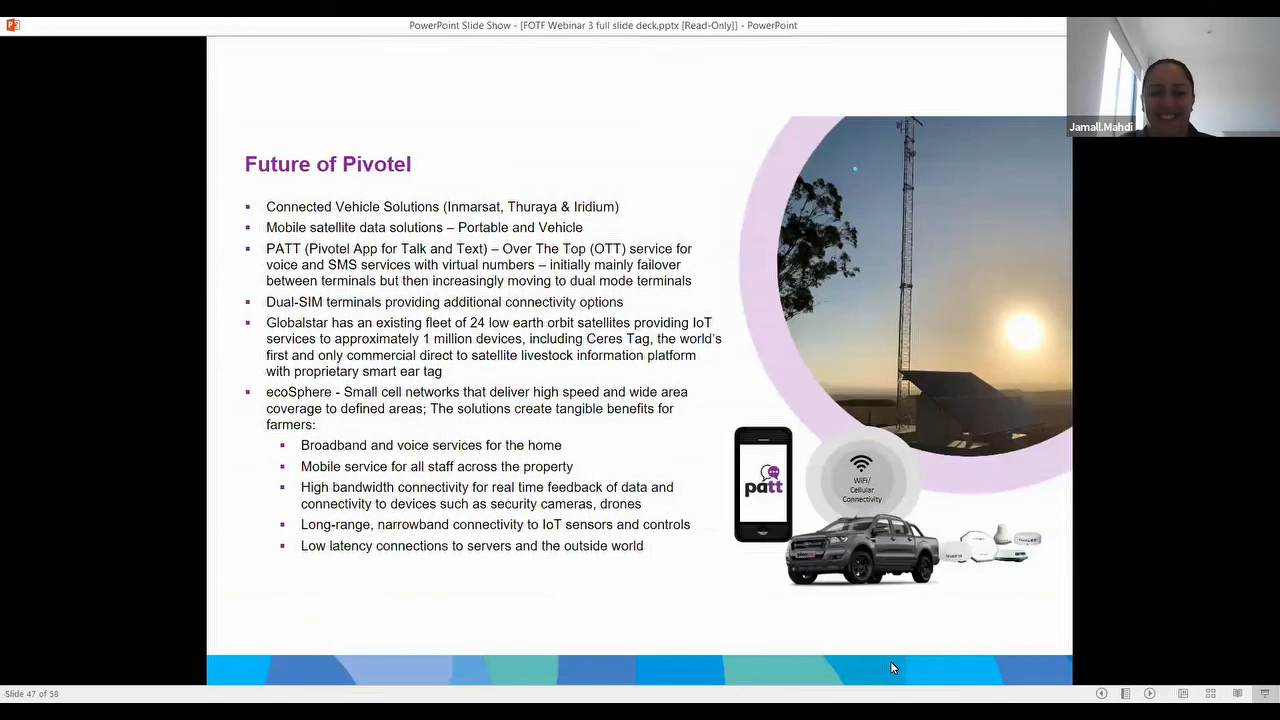 PowerPoint Slide Show - [FOTF Webinar 3 full slide deck.pptx [Read-Only]] - PowerPoint
Jamall.Mahdi
Future of Pivotel
▪ Connected Vehicle Solutions (Inmarsat, Thuraya & Iridium)
▪ Mobile satellite data solutions – Portable and Vehicle
▪ PATT (Pivotel App for Talk and Text) – Over The Top (OTT) service for
voice and SMS services with virtual numbers – initially mainly failover
between terminals but then increasingly moving to dual mode terminals
▪ Dual-SIM terminals providing additional connectivity options
▪ Globalstar has an existing fleet of 24 low earth orbit satellites providing IoT
services to approximately 1 million devices, including Ceres Tag, the world's
first and only commercial direct to satellite livestock information platform
with proprietary smart ear tag
▪ ecoSphere - Small cell networks that deliver high speed and wide area
coverage to defined areas; The solutions create tangible benefits for
farmers:
▪ Broadband and voice services for the home
▪ Mobile service for all staff across the property
▪ High bandwidth connectivity for real time feedback of data and
connectivity to devices such as security cameras, drones
▪ Long-range, narrowband connectivity to IoT sensors and controls
▪ Low latency connections to servers and the outside world
patt
WiFi/
Cellular
Connectivity
THALES
Slide 47 of 58